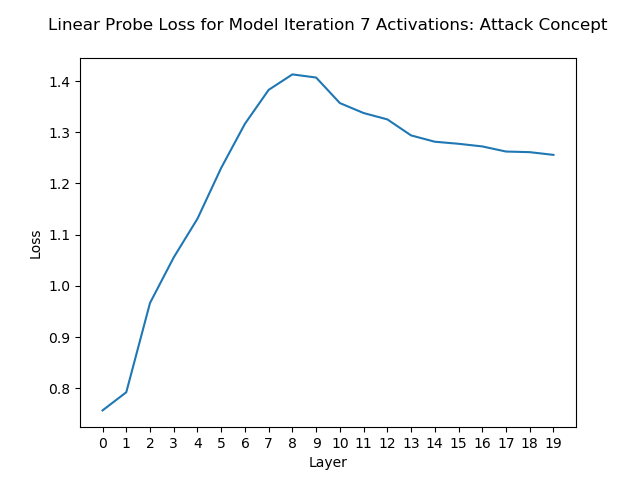 Linear Probe Loss for Model Iteration 7 Activations: Attack Concept
Loss
1.4
1.3
1.2
1.1
1.0
0.9
0.8
0 1 2 3 4 5 6 7 8 9 10 11 12 13 14 15 16 17 18 19
Layer